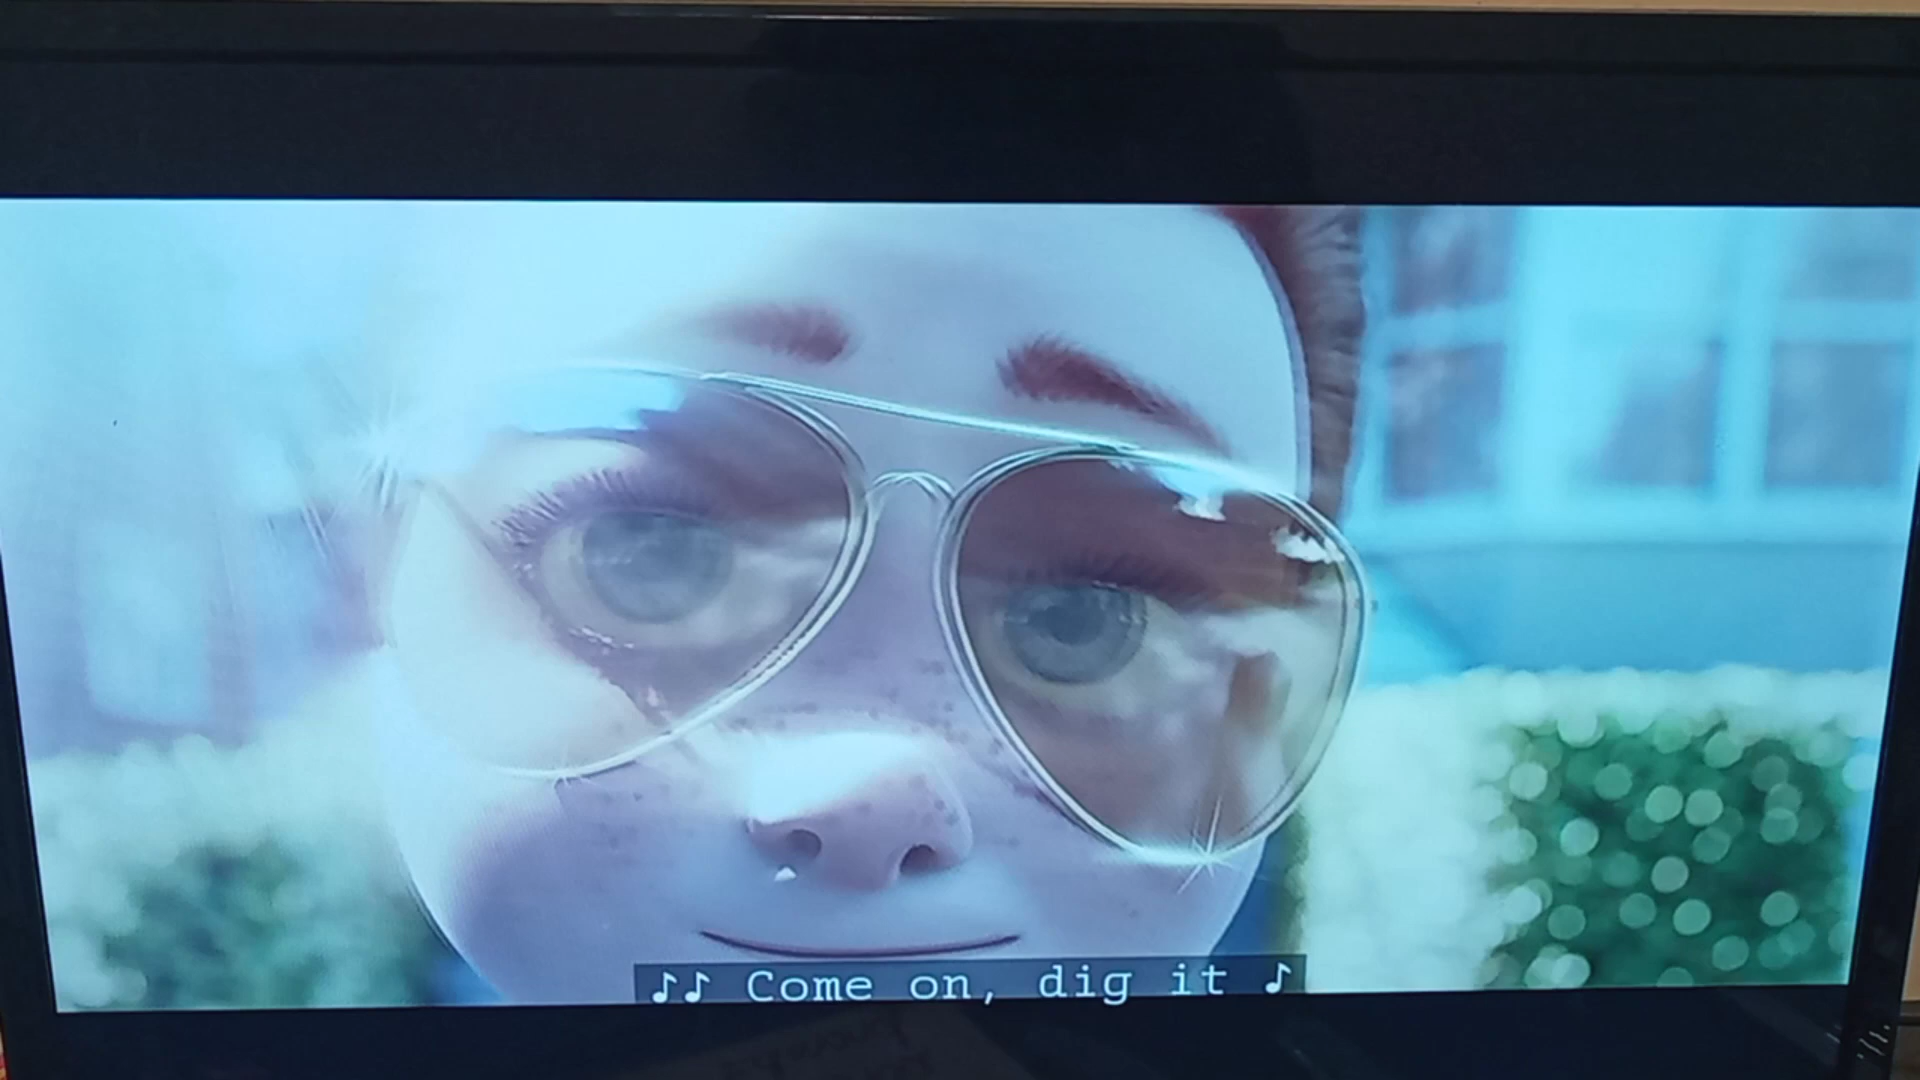 ♪♪ Come on, dig it ♪